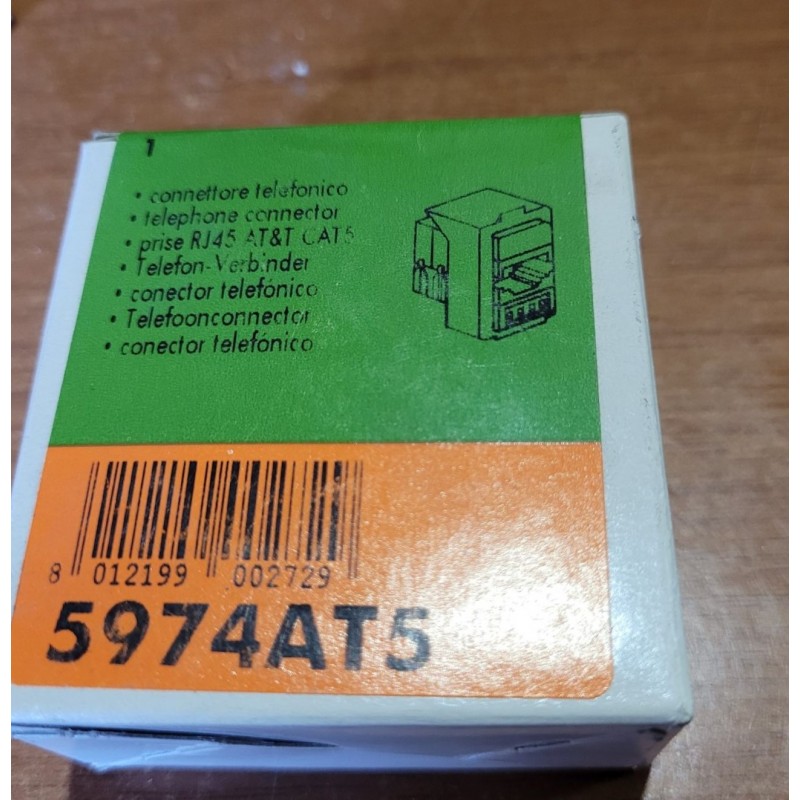 1
• connettore telefonico
• telephone connector
• prise RJ45 AT&T CAT5
• Telefon-Verbinder
• conector telefónico
• Telefoonconnector
• conector telefónico
8 012199 002729
5974AT5